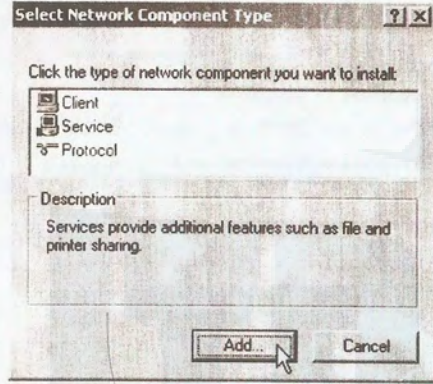 Select Network Component Type
Click the type of network component you want to install:
Client
Service
Protocol
Description
Services provide additional features such as file and
printer sharing.
Add...
Cancel